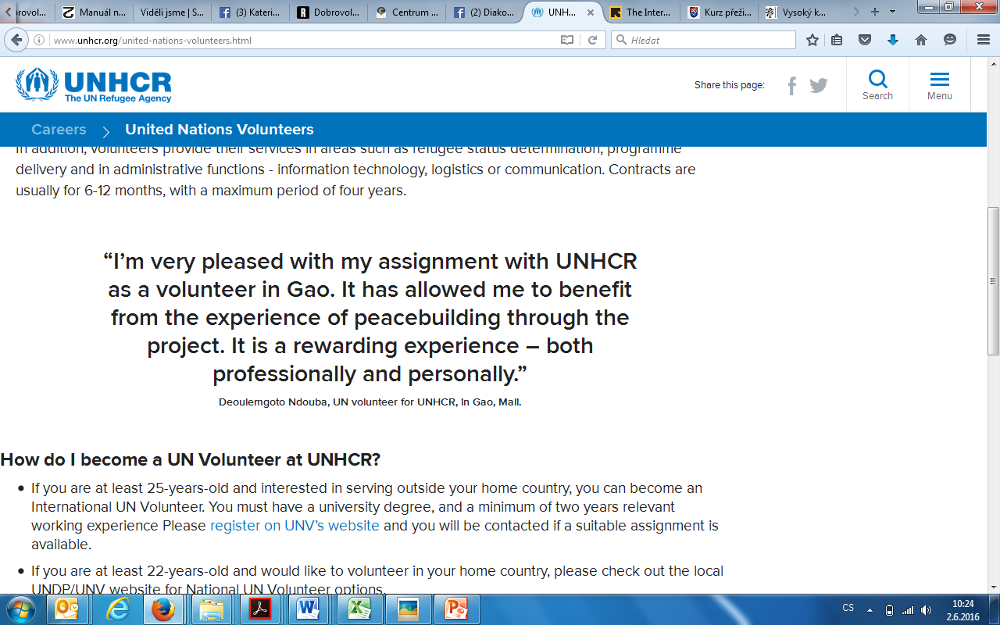 orovol...
Manuál n...
Viděli jsme | S...
(3) Kateri...
Dobrovol...
Centrum ...
(2) Diako...
UNH...
The Inter...
Kurz přeži...
Vysoký k...
www.unhcr.org/united-nations-volunteers.html
Hledat
UNHCR
The UN Refugee Agency
Share this page:
Search
Menu
Careers
United Nations Volunteers
In addition, volunteers provide their services in areas such as refugee status determination, programme
delivery and in administrative functions - information technology, logistics or communication. Contracts are
usually for 6-12 months, with a maximum period of four years.
“I’m very pleased with my assignment with UNHCR
as a volunteer in Gao. It has allowed me to benefit
from the experience of peacebuilding through the
project. It is a rewarding experience – both
professionally and personally.”
Deoulemgoto Ndouba, UN volunteer for UNHCR, in Gao, Mali.
How do I become a UN Volunteer at UNHCR?
• If you are at least 25-years-old and interested in serving outside your home country, you can become an
International UN Volunteer. You must have a university degree, and a minimum of two years relevant
working experience Please register on UNV’s website and you will be contacted if a suitable assignment is
available.
• If you are at least 22-years-old and would like to volunteer in your home country, please check out the local
UNDP/UNV website for National UN Volunteer options.
CS
10:24
2.6.2016